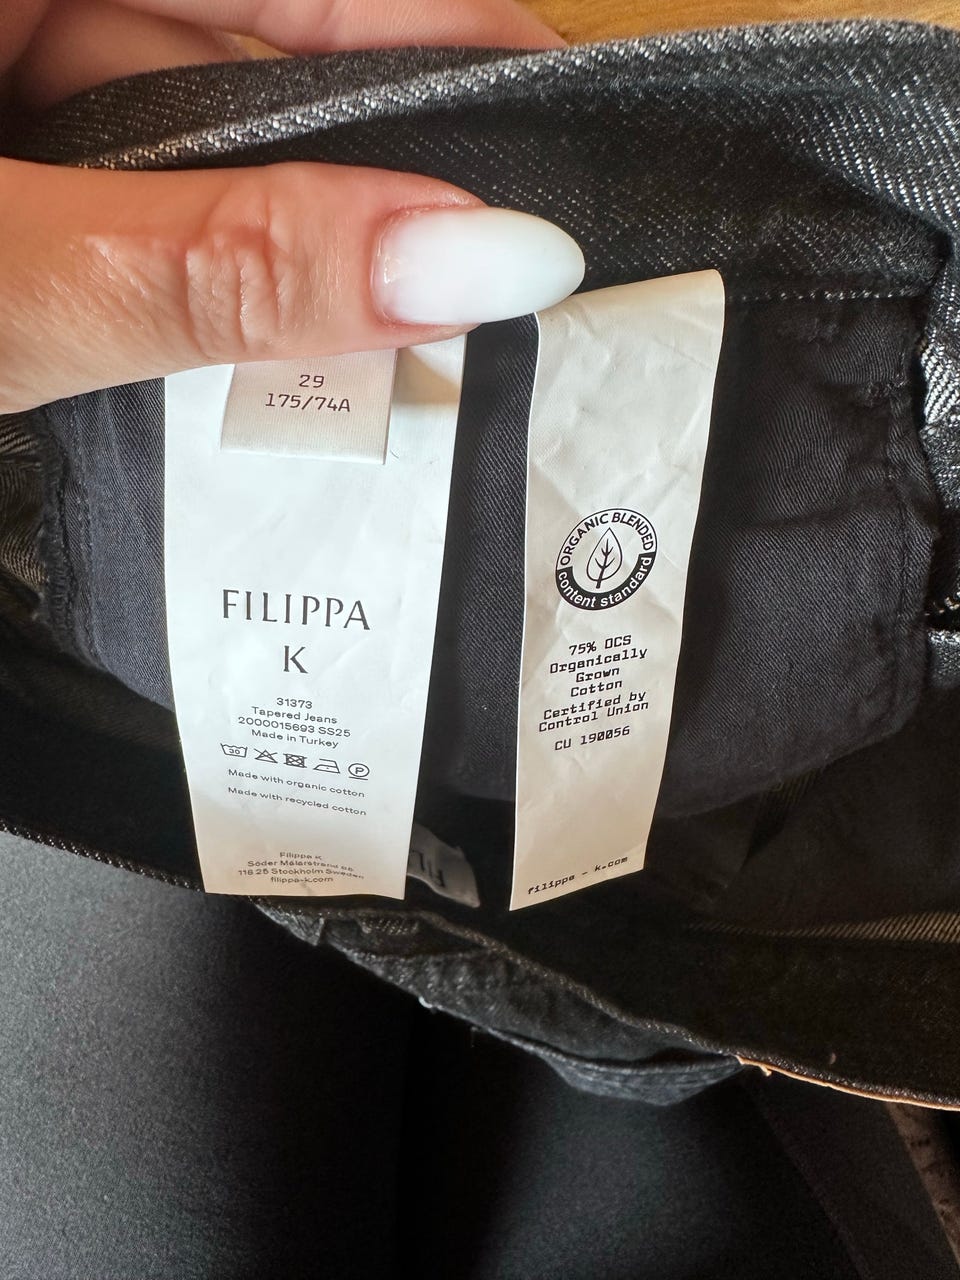 29
175/74A
FILIPPA
K
31373
Tapered Jeans
2000015693 SS25
Made in Turkey
30
P
Made with organic cotton
Made with recycled cotton
Filippa K
Söder Mälarstrand 65
118 25 Stockholm Sweden
filippa-k.com
ORGANIC BLENDED
content standard
75% OCS
Organically
Grown
Cotton
Certified by
Control Union
CU 190056
filippa - k.com